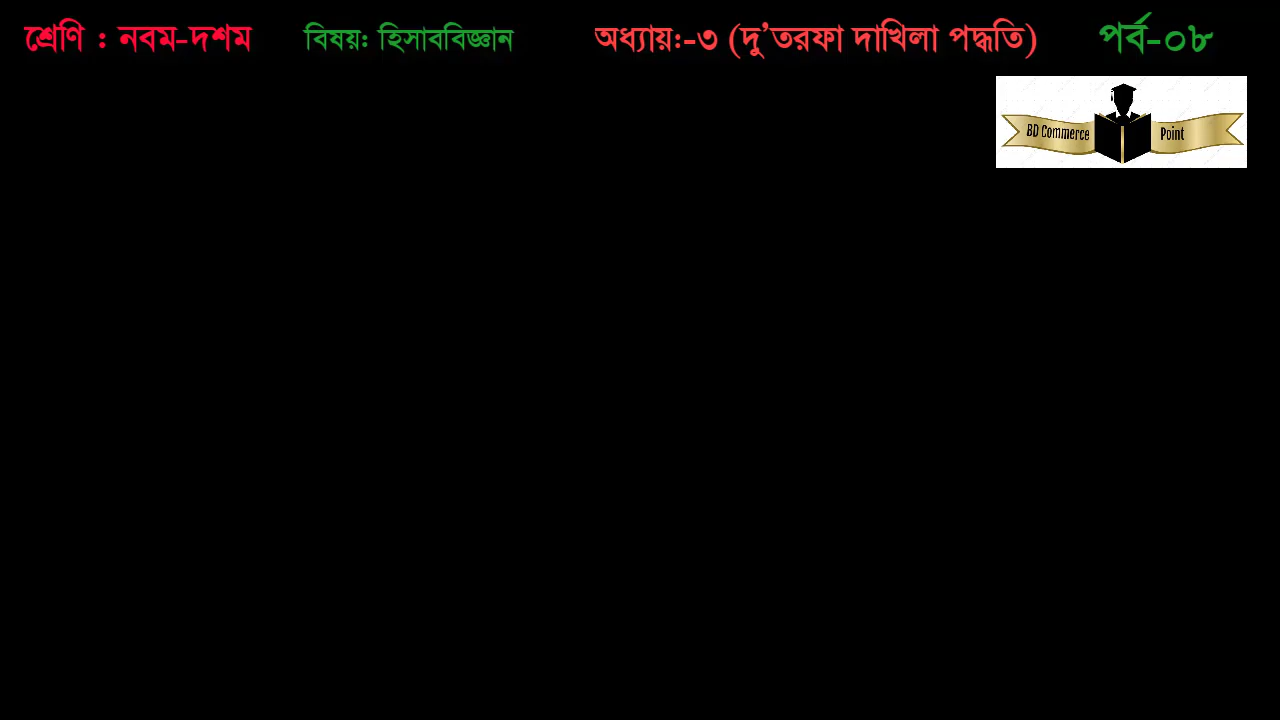 শ্রেণি : নবম-দশম বিষয়: হিসাববিজ্ঞান অধ্যায়:-৩ (দু’তরফা দাখিলা পদ্ধতি) পর্ব-০৮
BD Commerce Point